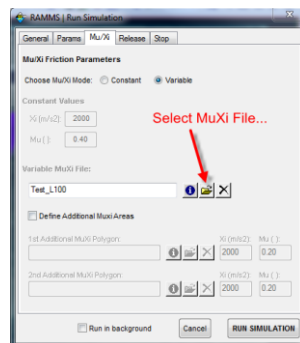 RAMMS | Run Simulation
General Params Mu/Xi Release Stop
Mu/Xi Friction Parameters
Choose Mu/Xi Mode: Constant Variable
Constant Values
Xi [m/s2]: 2000
Select MuXi File...
Mu [ ]: 0.40
Variable MuXi File:
Test_L100
Define Additional Muxi Areas
1st Additional MuXi Polygon: Xi (m/s2): Mu ( ):
2000 0.20
2nd Additional MuXi Polygon: Xi (m/s2): Mu ( ):
2000 0.20
Run in background Cancel RUN SIMULATION